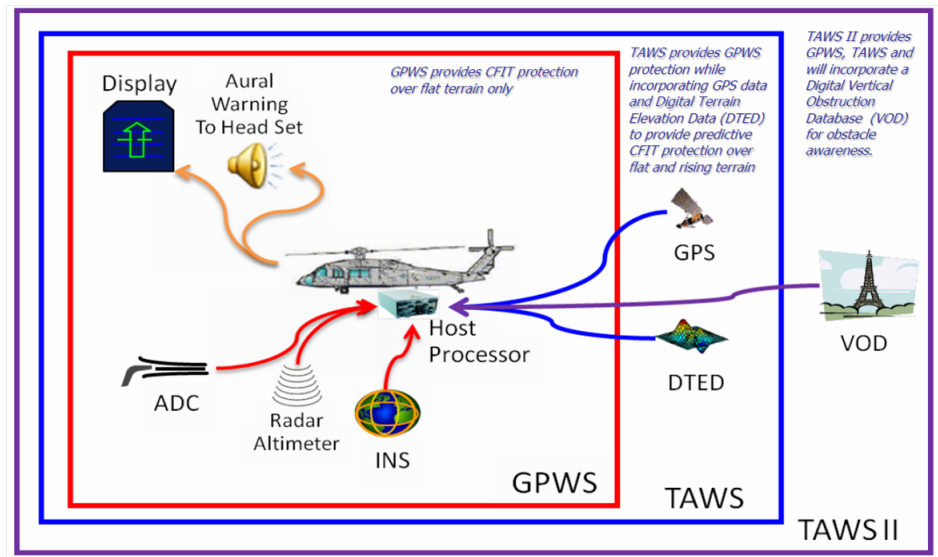 Display
Aural
Warning
To Head Set
GPWS provides CFIT protection
over flat terrain only
TAWS provides GPWS
protection while
incorporating GPS data
and Digital Terrain
Elevation Data (DTED)
to provide predictive
CFIT protection over
flat and rising terrain
TAWS II provides
GPWS, TAWS and
will incorporate a
Digital Vertical
Obstruction
Database (VOD)
for obstacle
awareness.
GPS
Host
Processor
VOD
DTED
ADC
Radar
Altimeter
INS
GPWS
TAWS
TAWS II